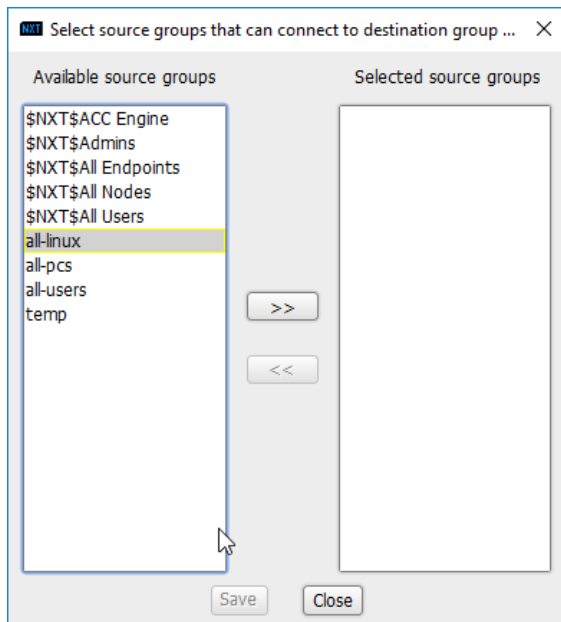 NXT Select source groups that can connect to destination group ...
Available source groups
Selected source groups
$NXT$ACC Engine
$NXT$Admins
$NXT$All Endpoints
$NXT$All Nodes
$NXT$All Users
all-linux
all-pcs
all-users
temp
>>
<<
Save
Close